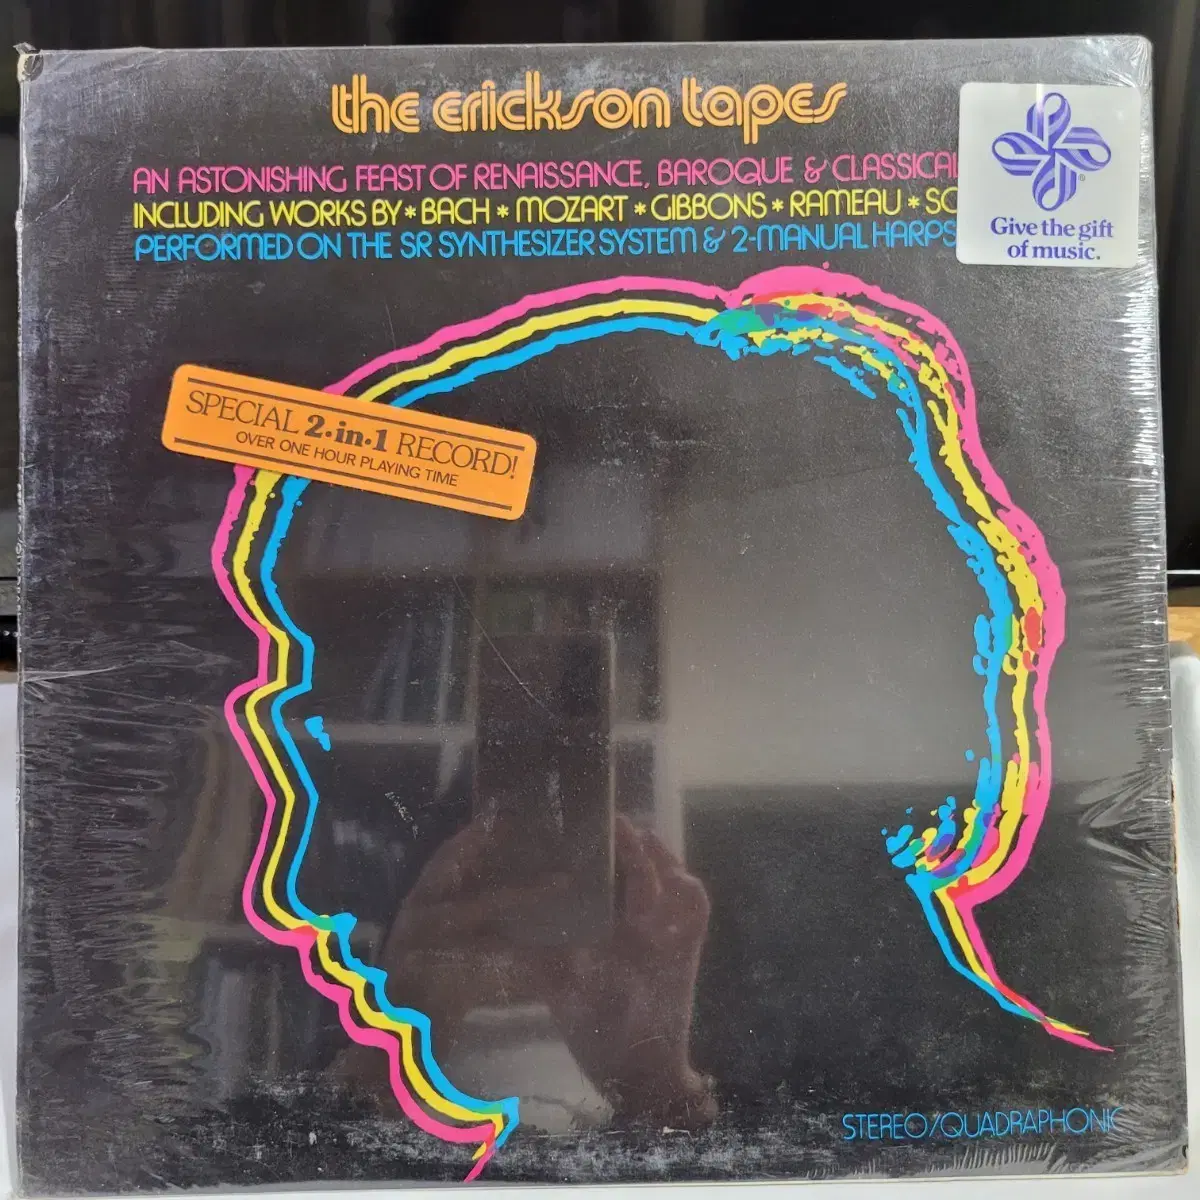 the erickson tapes
AN ASTONISHING FEAST OF RENAISSANCE, BAROQUE & CLASSICAL
INCLUDING WORKS BY * BACH * MOZART * GIBBONS * RAMEAU *
PERFORMED ON THE SR SYNTHESIZER SYSTEM & 2-MANUAL
Give the gift
of music.
SPECIAL 2.in.1 RECORD!
OVER ONE HOUR PLAYING TIME
STEREO/QUADRAPHONIC